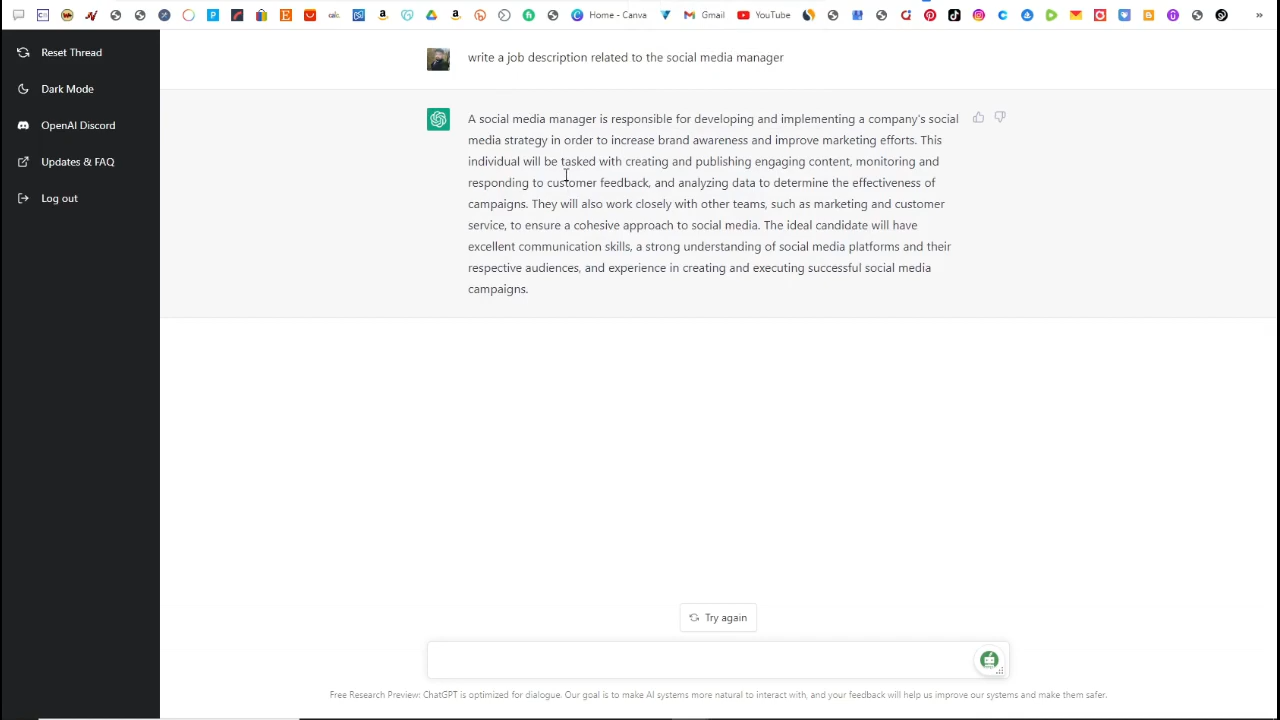 calc.
Home - Canva
Gmail
YouTube
»
Reset Thread
Dark Mode
OpenAI Discord
Updates & FAQ
Log out
write a job description related to the social media manager
A social media manager is responsible for developing and implementing a company's social
media strategy in order to increase brand awareness and improve marketing efforts. This
individual will be tasked with creating and publishing engaging content, monitoring and
responding to customer feedback, and analyzing data to determine the effectiveness of
campaigns. They will also work closely with other teams, such as marketing and customer
service, to ensure a cohesive approach to social media. The ideal candidate will have
excellent communication skills, a strong understanding of social media platforms and their
respective audiences, and experience in creating and executing successful social media
campaigns.
Try again
Free Research Preview: ChatGPT is optimized for dialogue. Our goal is to make AI systems more natural to interact with, and your feedback will help us improve our systems and make them safer.